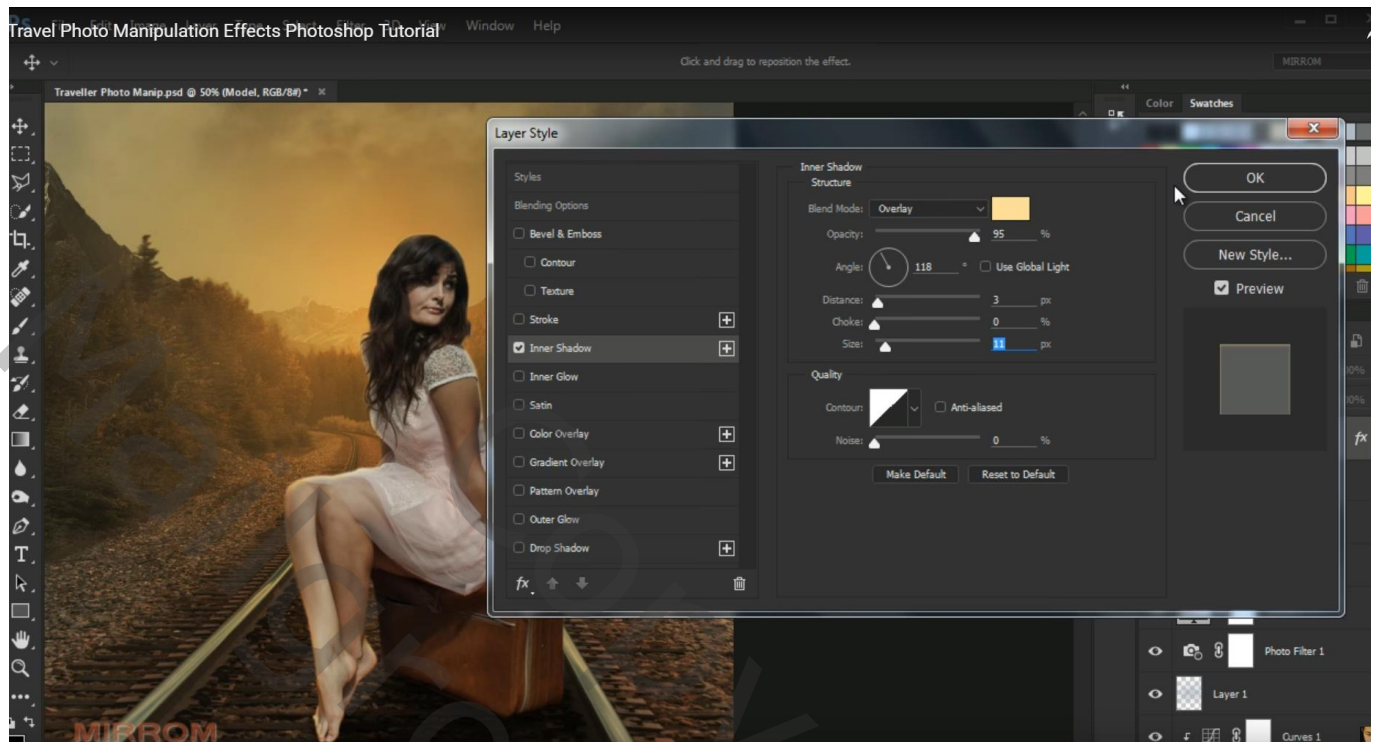 Travel Photo Manipulation Effects Photoshop Tutorial
Window Help
Click and drag to reposition the effect.
MIRROM
Traveller Photo Manip.psd @ 50% (Model, RGB/8#) *
Color Swatches
Layer Style
Styles
Blending Options
Bevel & Emboss
Contour
Texture
Stroke
Inner Shadow
Inner Glow
Satin
Color Overlay
Gradient Overlay
Pattern Overlay
Outer Glow
Drop Shadow
fx
Inner Shadow
Structure
Blend Mode: Overlay
Opacity: 95 %
Angle: 118 ° Use Global Light
Distance: 3 px
Choke: 0 %
Size: 11 px
Quality
Contour: Anti-aliased
Noise: 0 %
Make Default Reset to Default
OK
Cancel
New Style...
Preview
fx
Photo Filter 1
Layer 1
Curves 1
T
MIRROM